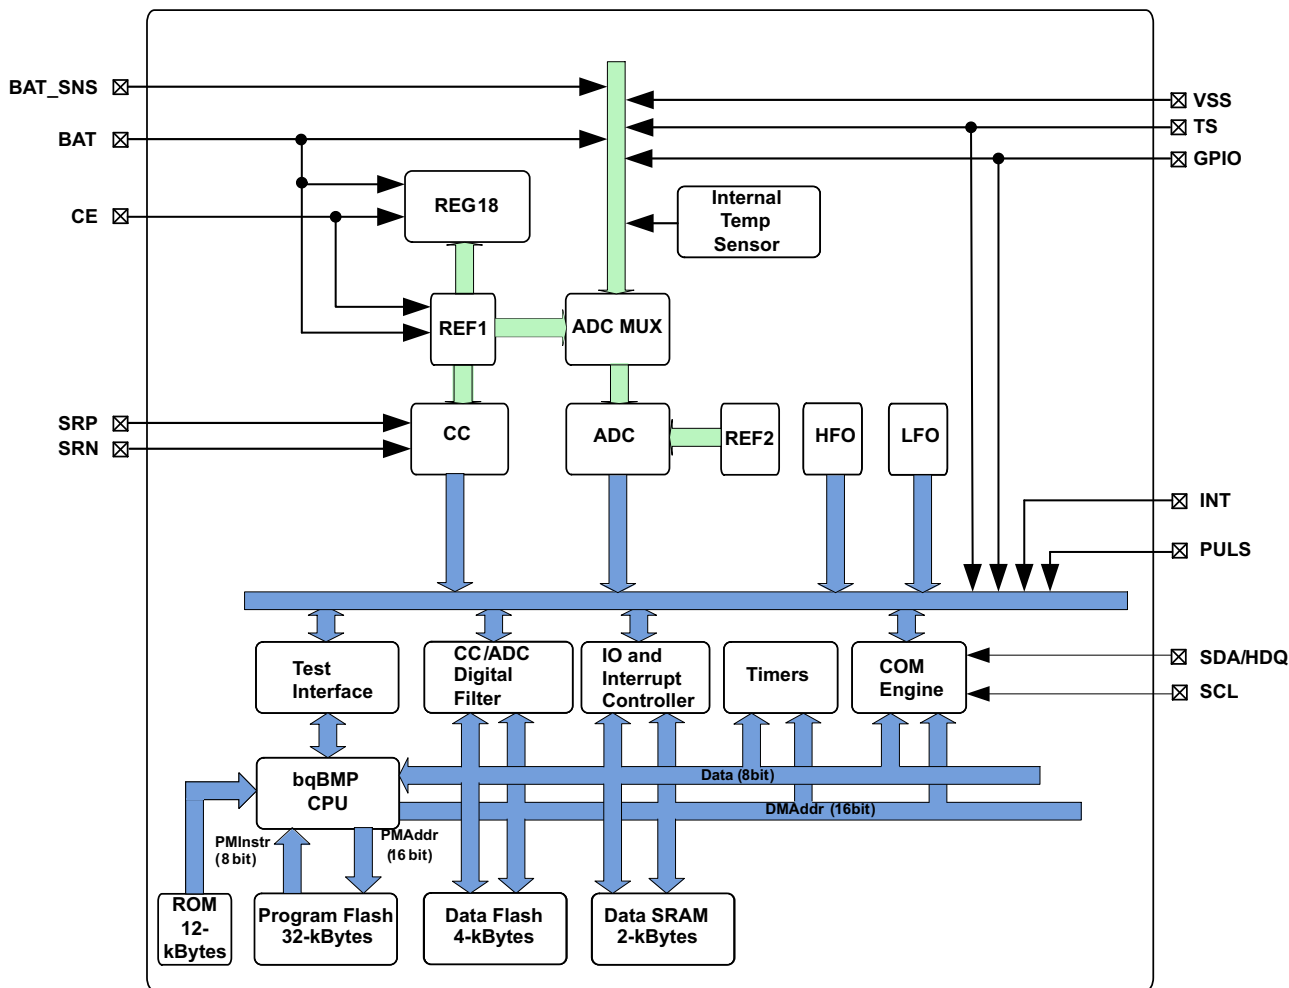 BAT_SNS
VSS
TS
BAT
GPIO
REG18
Internal
Temp
Sensor
CE
REF1
ADC MUX
SRP
SRN
CC
ADC
REF2
HFO
LFO
INT
PULS
Test
Interface
CC/ADC
Digital
Filter
IO and
Interrupt
Controller
Timers
COM
Engine
SDA/HDQ
SCL
bqBMP
CPU
Data (8bit)
DMAddr (16bit)
PMInstr
(8 bit)
PMAddr
(16 bit)
ROM
12-
kBytes
Program Flash
32-kBytes
Data Flash
4-kBytes
Data SRAM
2-kBytes